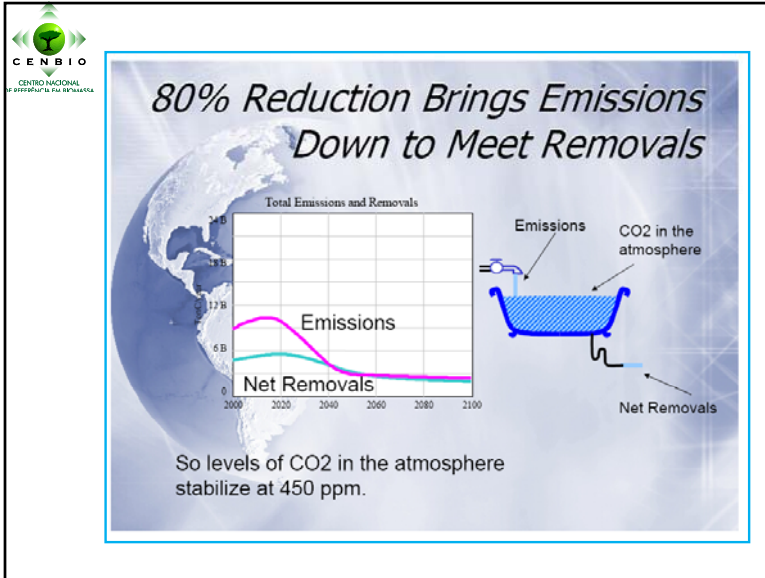 CENBIO
CENTRO NACIONAL
DE REFERÊNCIA EM BIOMASSA
80% Reduction Brings Emissions
Down to Meet Removals
Total Emissions and Removals
24 B
18 B
12 B
6 B
0
Emissions
Net Removals
2000 2020 2040 2060 2080 2100
Emissions
CO2 in the
atmosphere
Net Removals
So levels of CO2 in the atmosphere
stabilize at 450 ppm.